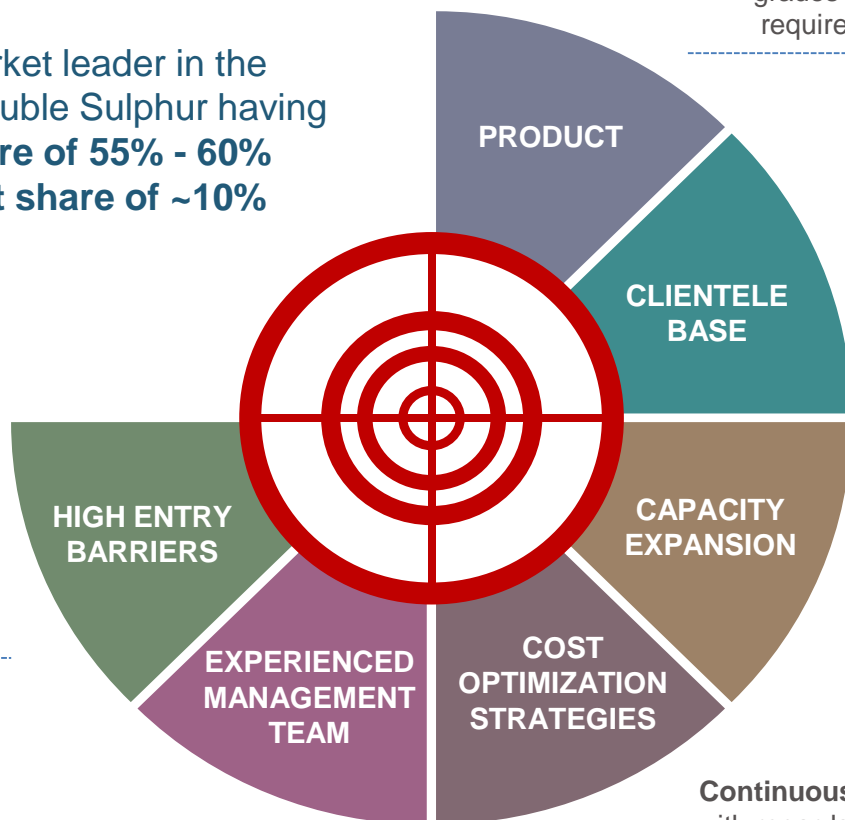 grades
require
rket leader in the
uble Sulphur having
re of 55% - 60%
t share of ~10%
PRODUCT
CLIENTELE
BASE
CAPACITY
EXPANSION
COST
OPTIMIZATION
STRATEGIES
EXPERIENCED
MANAGEMENT
TEAM
HIGH ENTRY
BARRIERS
Continuous